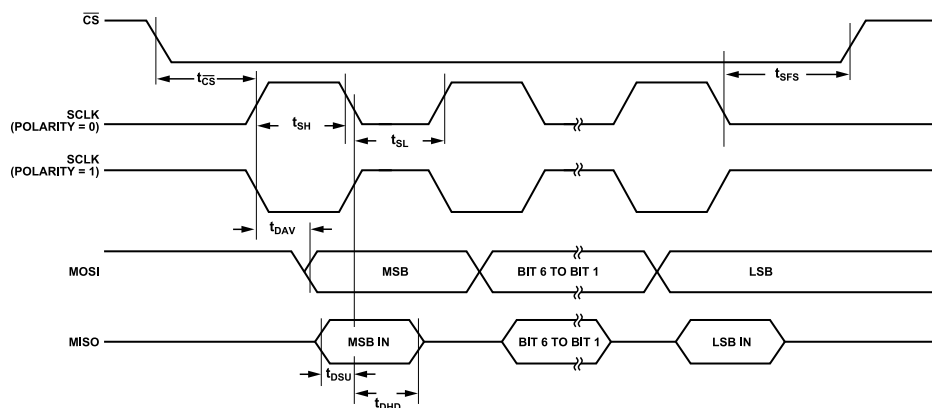 CS
tCS
tSFS
SCLK
(POLARITY = 0)
tSH
tSL
SCLK
(POLARITY = 1)
tDAV
MOSI
MSB
BIT 6 TO BIT 1
LSB
MISO
MSB IN
BIT 6 TO BIT 1
LSB IN
tDSU
tDHD